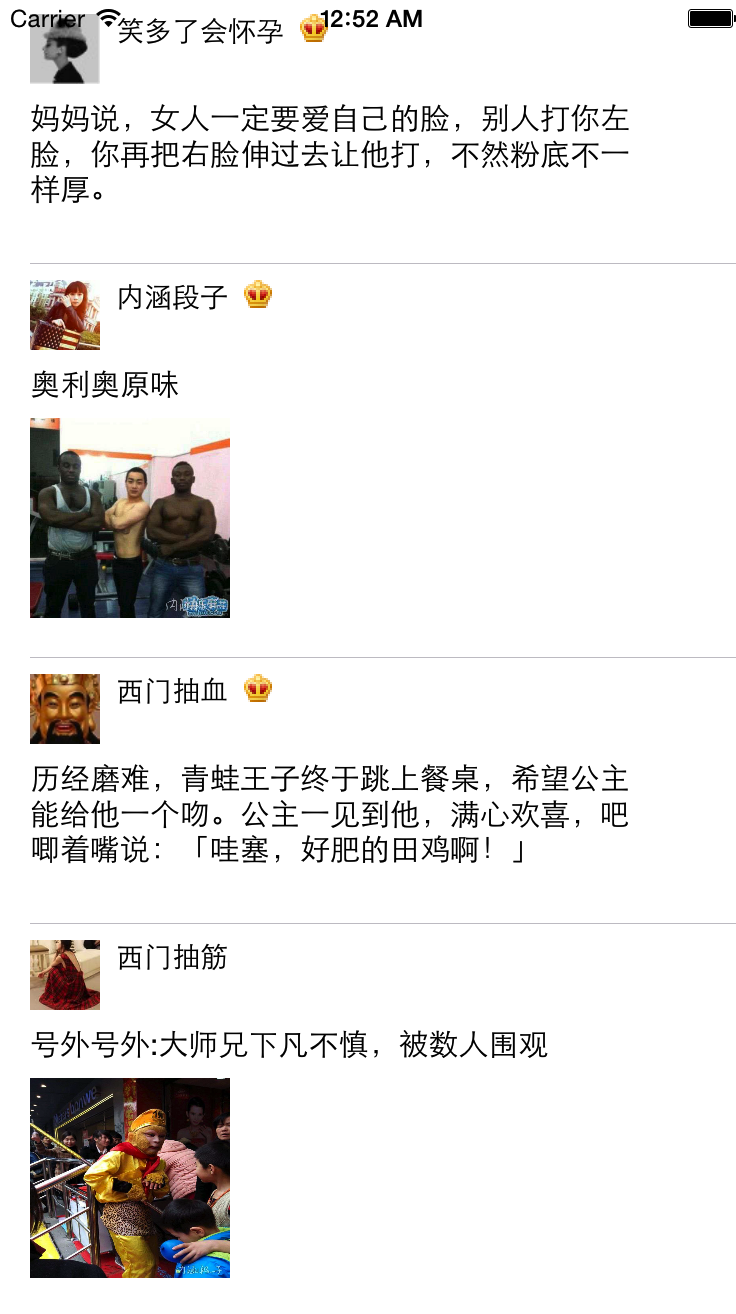 Carrier 12:52 AM
笑多了会怀孕
妈妈说，女人一定要爱自己的脸，别人打你左
脸，你再把右脸伸过去让他打，不然粉底不一
样厚。
内涵段子
奥利奥原味
西门抽血
历经磨难，青蛙王子终于跳上餐桌，希望公主
能给他一个吻。公主一见到他，满心欢喜，吧
唧着嘴说：「哇塞，好肥的田鸡啊！」
西门抽筋
号外号外:大师兄下凡不慎，被数人围观